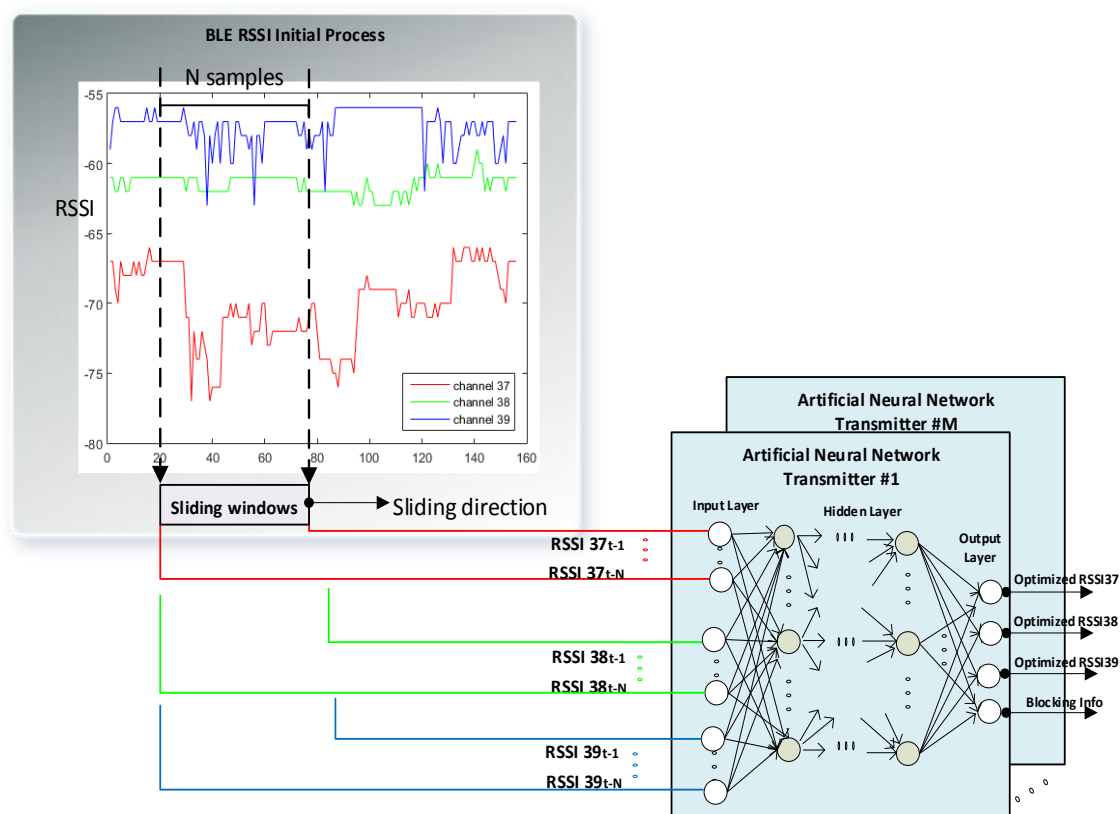 BLE RSSI Initial Process
N samples
-55
-60
-65
-70
-75
-80
RSSI
channel 37
channel 38
channel 39
0 20 40 60 80 100 120 140 160
Sliding windows
Sliding direction
Artificial Neural Network
Transmitter #M
Artificial Neural Network
Transmitter #1
Input Layer
Hidden Layer
Output
Layer
RSSI 37t-1
RSSI 37t-N
RSSI 38t-1
RSSI 38t-N
RSSI 39t-1
RSSI 39t-N
Optimized RSSI37
Optimized RSSI38
Optimized RSSI39
Blocking Info